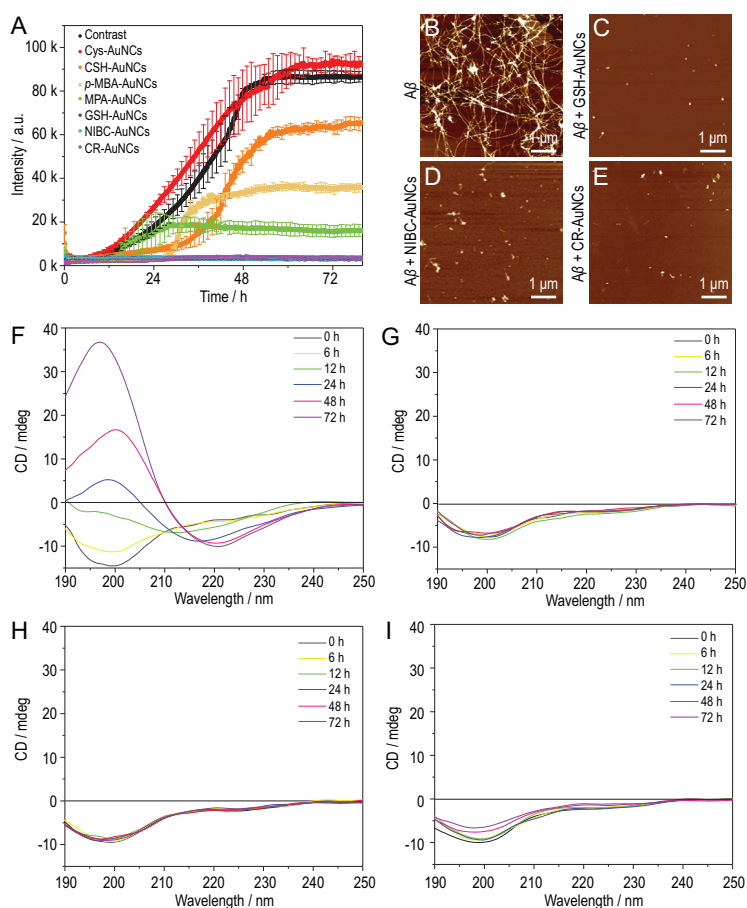 A
Contrast
Cys-AuNCs
CSH-AuNCs
p-MBA-AuNCs
MPA-AuNCs
GSH-AuNCs
NIBC-AuNCs
CR-AuNCs
100 k
80 k
60 k
40 k
20 k
0 k
Intensity / a.u.
0 24 48 72
Time / h
B
Aβ
1 µm
C
Aβ + GSH-AuNCs
1 µm
D
Aβ + NIBC-AuNCs
1 µm
E
Aβ + CR-AuNCs
1 µm
F
40
30
20
10
0
-10
CD / mdeg
0 h
6 h
12 h
24 h
48 h
72 h
190 200 210 220 230 240 250
Wavelength / nm
G
40
30
20
10
0
-10
CD / mdeg
0 h
6 h
12 h
24 h
48 h
72 h
190 200 210 220 230 240 250
Wavelength / nm
H
40
30
20
10
0
-10
CD / mdeg
0 h
6 h
12 h
24 h
48 h
72 h
190 200 210 220 230 240 250
Wavelength / nm
I
40
30
20
10
0
-10
CD / mdeg
0 h
6 h
12 h
24 h
48 h
72 h
190 200 210 220 230 240 250
Wavelength / nm